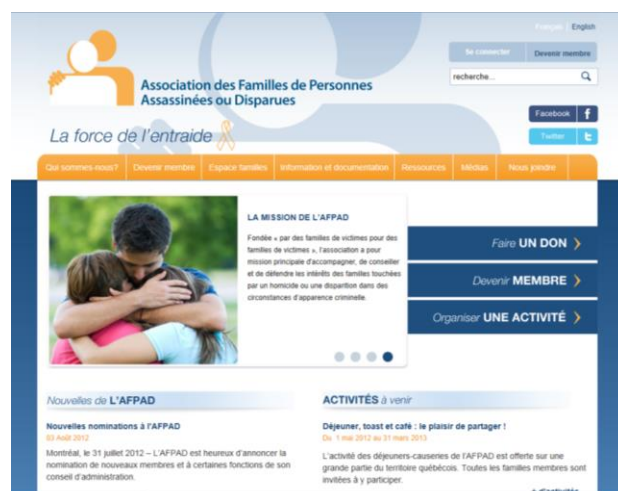 Français | English
Se connecter
Devenir membre
recherche...
Association des Familles de Personnes
Assassinées ou Disparues
Facebook
Twitter
La force de l'entraide
Qui sommes-nous?
Devenir membre
Espace familles
Information et documentation
Ressources
Médias
Nous joindre
LA MISSION DE L'AFPAD
Fondée « par des familles de victimes pour des
familles de victimes », l'association a pour
mission principale d'accompagner, de conseiller
et de défendre les intérêts des familles touchées
par un homicide ou une disparition dans des
circonstances d'apparence criminelle.
Faire UN DON
Devenir MEMBRE
Organiser UNE ACTIVITÉ
Nouvelles de L'AFPAD
Nouvelles nominations à l'AFPAD
03 Août 2012
Montréal, le 31 juillet 2012 – L'AFPAD est heureux d'annoncer la
nomination de nouveaux membres et à certaines fonctions de son
conseil d'administration.
ACTIVITÉS à venir
Déjeuner, toast et café : le plaisir de partager !
Du 1 mai 2012 au 31 mars 2013
L'activité des déjeuners-causeries de l'AFPAD est offerte sur une
grande partie du territoire québécois. Toutes les familles membres sont
invitées à y participer.